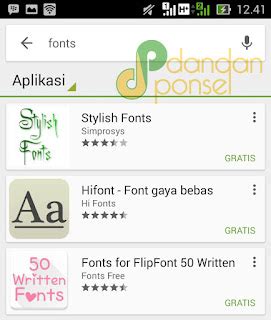 12.41
fonts
dandan
ponsel
Aplikasi
Stylish
Fonts
Stylish Fonts
Simprosys
GRATIS
Aa
Hifont - Font gaya bebas
Hi Fonts
GRATIS
50
Written
Fonts
Fonts for FlipFont 50 Written
Fonts Free
GRATIS